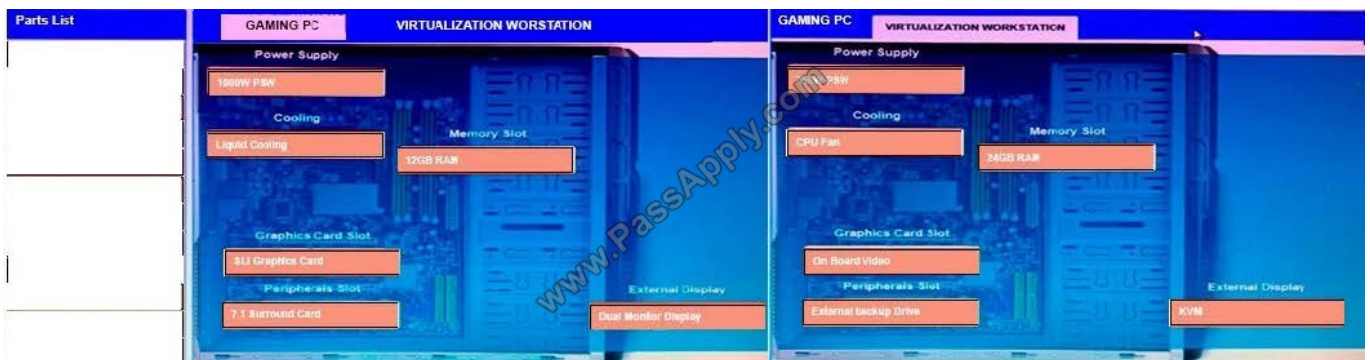 Parts List
GAMING PC
VIRTUALIZATION WORSTATION
Power Supply
1000W PSW
Cooling
Liquid Cooling
Memory Slot
12GB RAM
Graphics Card Slot
SLI Graphics Card
Peripherals Slot
7.1 Surround Card
External Display
Dual Monitor Display
GAMING PC
VIRTUALIZATION WORKSTATION
Power Supply
PSW
Cooling
CPU Fan
Memory Slot
24GB RAM
Graphics Card Slot
On-Board Video
Peripherals Slot
External backup Drive
External Display
KVM
www.PassApply.com